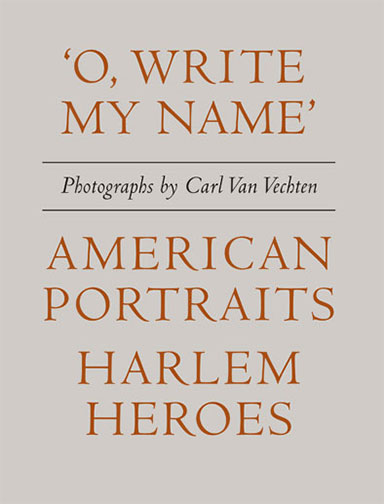 ‘O, WRITE
MY NAME’
Photographs by Carl Van Vechten
AMERICAN
PORTRAITS
HARLEM
HEROES